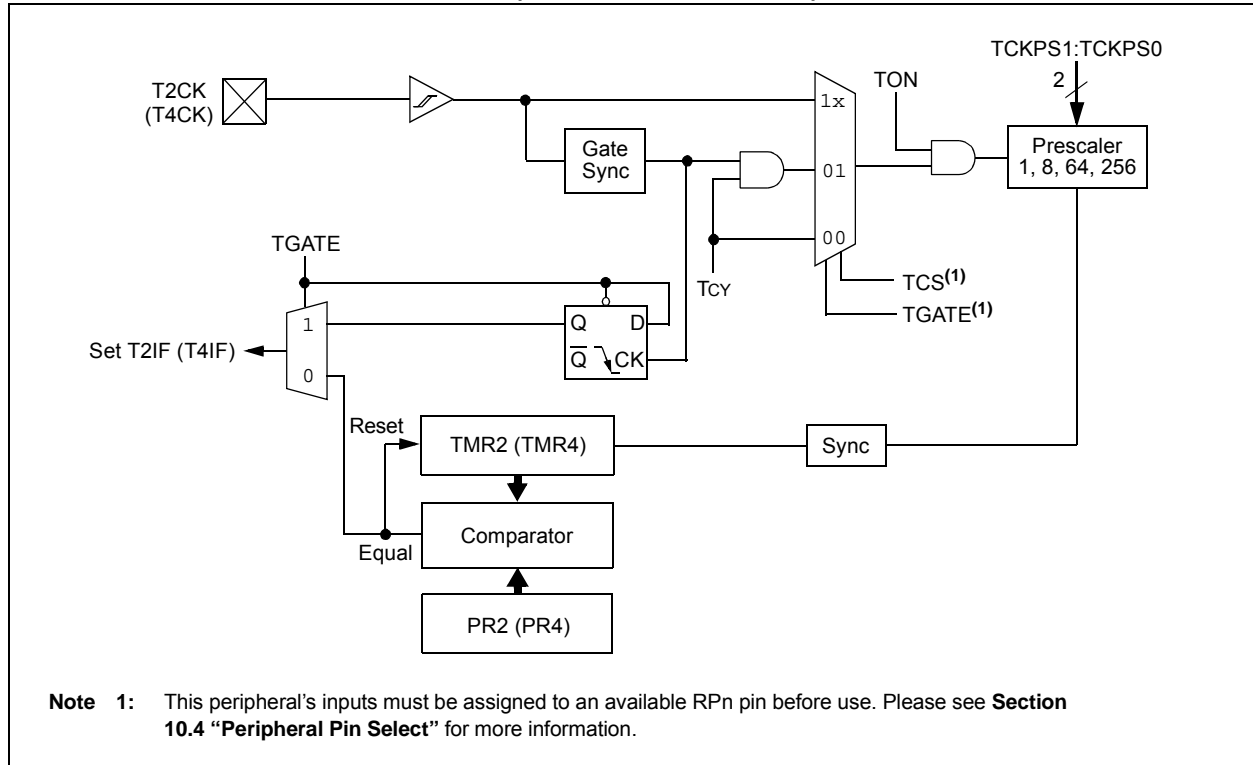 TCKPS1:TCKPS0
2
TON
T2CK
(T4CK)
1x
Gate
Sync
01
Prescaler
1, 8, 64, 256
00
TGATE
TCY
TCS(1)
TGATE(1)
1
Q D
Set T2IF (T4IF)
Q CK
0
Reset
TMR2 (TMR4)
Sync
Comparator
Equal
PR2 (PR4)
Note 1: This peripheral's inputs must be assigned to an available RPn pin before use. Please see Section
10.4 “Peripheral Pin Select” for more information.